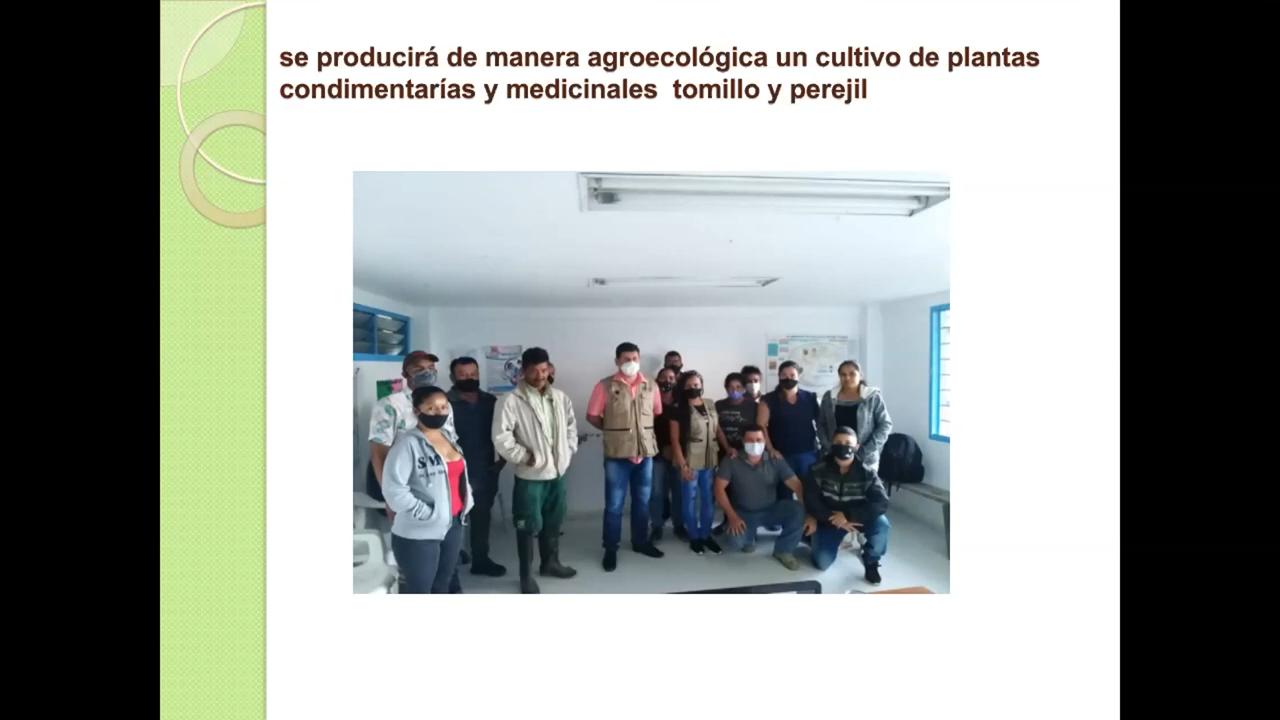 se producirá de manera agroecológica un cultivo de plantas
condimentarías y medicinales  tomillo y perejil